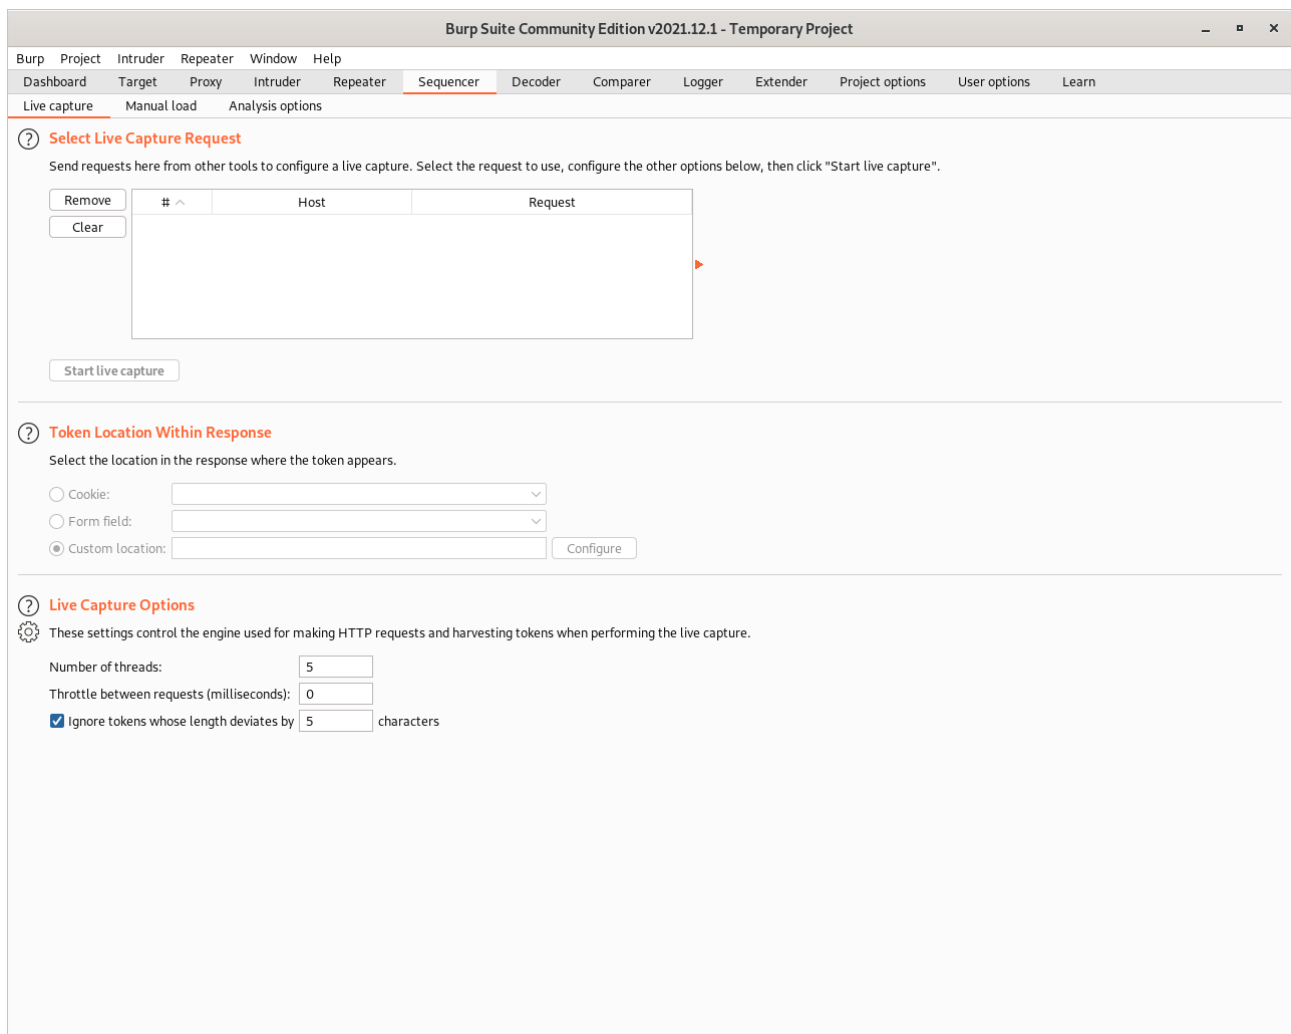 Burp Suite Community Edition v2021.12.1 - Temporary Project
Burp Project Intruder Repeater Window Help
Dashboard Target Proxy Intruder Repeater Sequencer Decoder Comparer Logger Extender Project options User options Learn
Live capture Manual load Analysis options
? Select Live Capture Request
Send requests here from other tools to configure a live capture. Select the request to use, configure the other options below, then click "Start live capture".
Remove # Host Request
Clear
Start live capture
? Token Location Within Response
Select the location in the response where the token appears.
Cookie:
Form field:
Custom location: Configure
? Live Capture Options
These settings control the engine used for making HTTP requests and harvesting tokens when performing the live capture.
Number of threads: 5
Throttle between requests (milliseconds): 0
Ignore tokens whose length deviates by 5 characters